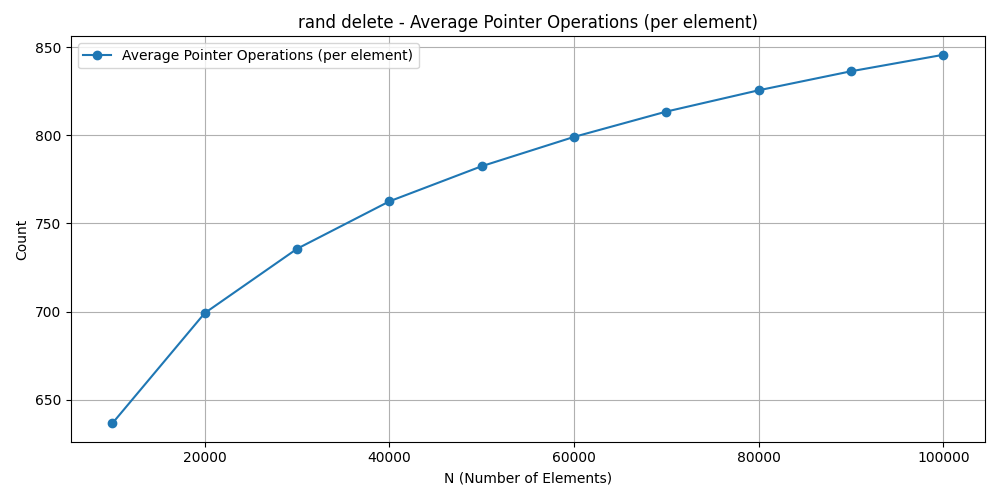 rand delete - Average Pointer Operations (per element)
Average Pointer Operations (per element)
850
800
750
700
650
Count
20000
40000
60000
80000
100000
N (Number of Elements)